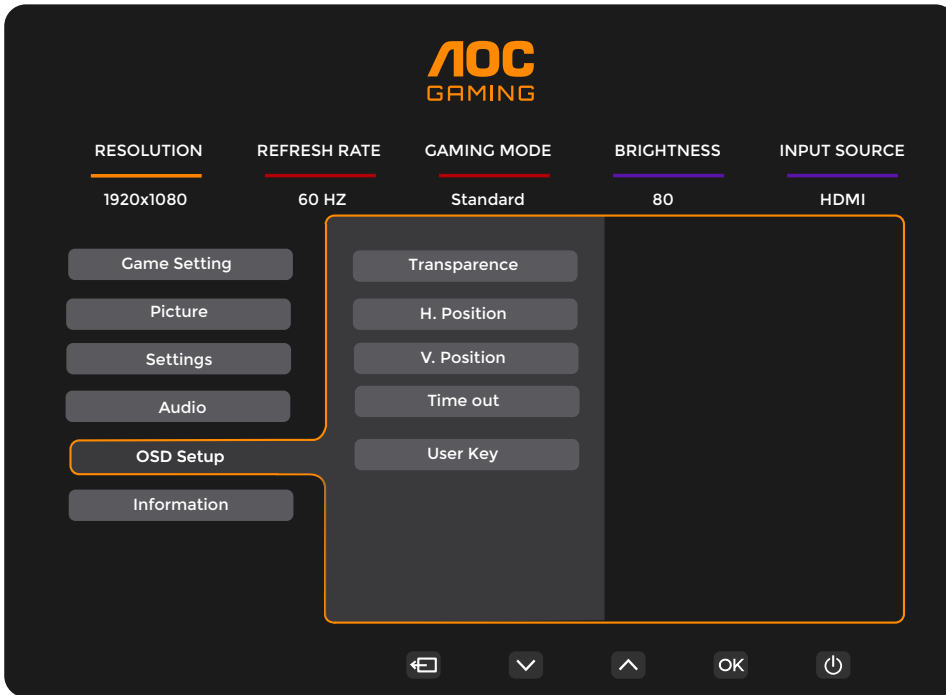 AOC
GAMING
RESOLUTION REFRESH RATE GAMING MODE BRIGHTNESS INPUT SOURCE
1920x1080 60 HZ Standard 80 HDMI
Game Setting
Picture
Settings
Audio
OSD Setup
Information
Transparence
H. Position
V. Position
Time out
User Key
OK